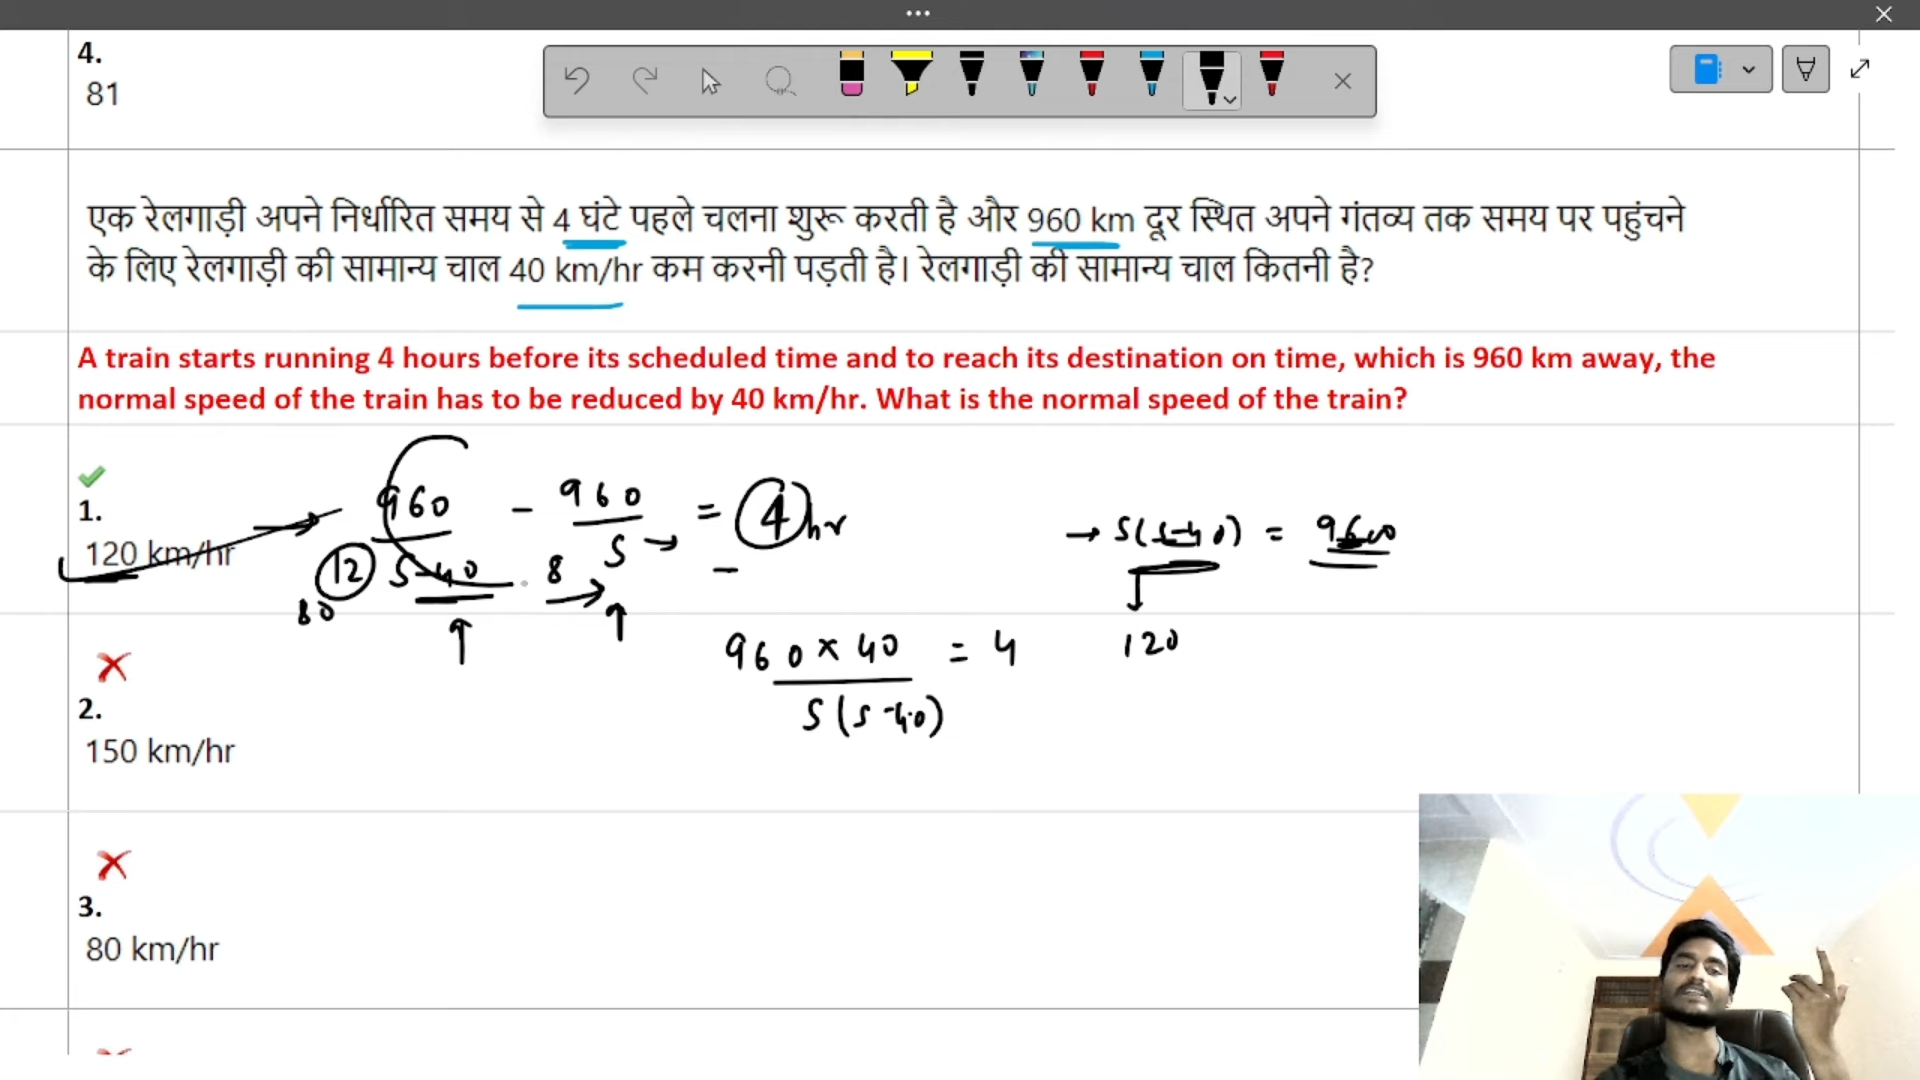 4.
81
एक रेलगाड़ी अपने निर्धारित समय से 4 घंटे पहले चलना शुरू करती है और 960 km दूर स्थित अपने गंतव्य तक समय पर पहुंचने
के लिए रेलगाड़ी की सामान्य चाल 40 km/hr कम करनी पड़ती है। रेलगाड़ी की सामान्य चाल कितनी है?
A train starts running 4 hours before its scheduled time and to reach its destination on time, which is 960 km away, the
normal speed of the train has to be reduced by 40 km/hr. What is the normal speed of the train?
1.
120 km/hr
960 - 960 = 4 hr
12 S-40 8 S
80
→ S(S-40) = 9600
120
960 x 40 = 4
S(S-40)
2.
150 km/hr
3.
80 km/hr